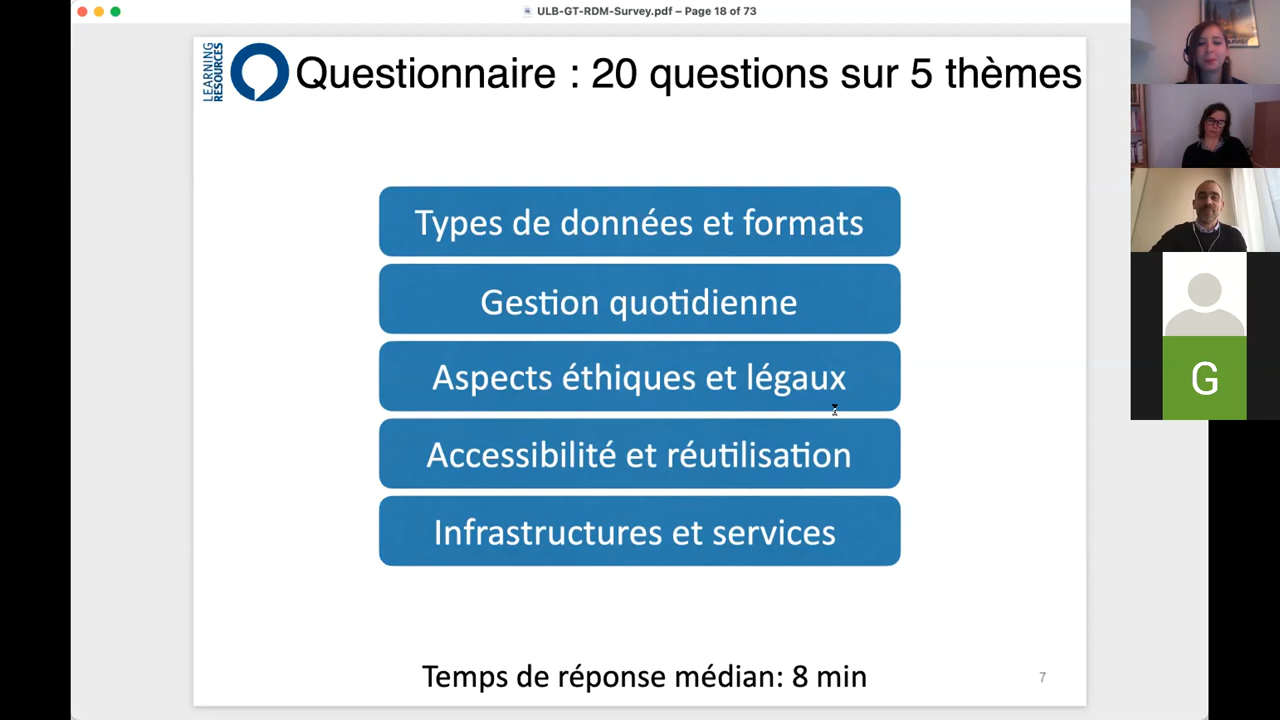 ULB-GT-RDM-Survey.pdf – Page 18 of 73
LEARNING
RESOURCES
Questionnaire : 20 questions sur 5 thèmes
Types de données et formats
Gestion quotidienne
Aspects éthiques et légaux
Accessibilité et réutilisation
Infrastructures et services
Temps de réponse médian: 8 min
7
G